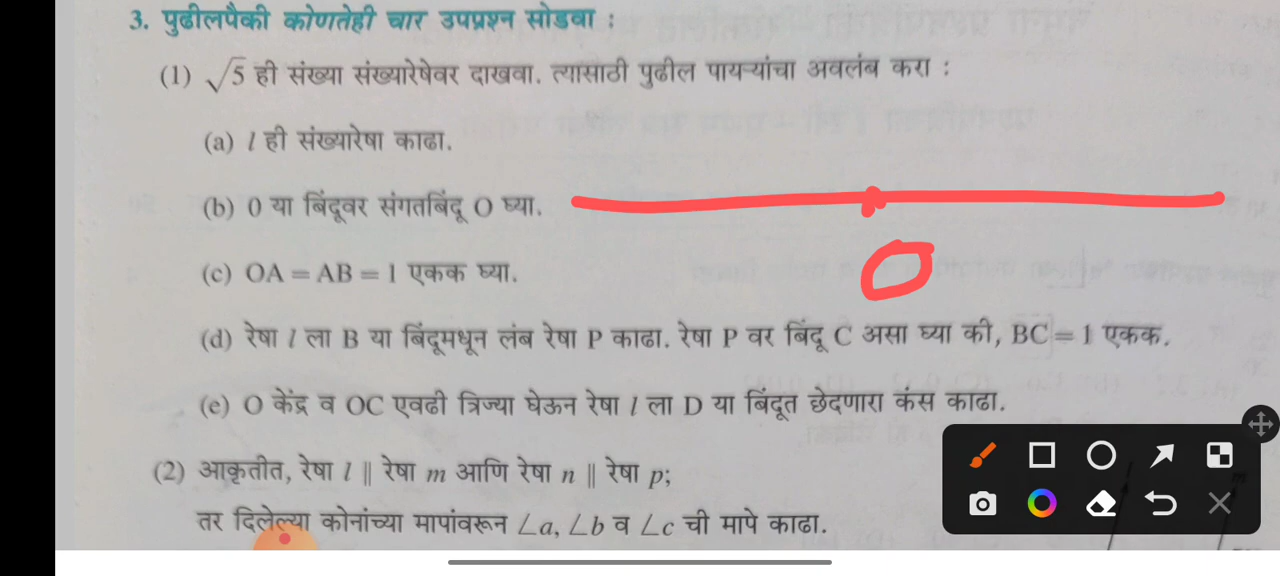 3. पुढीलपैकी कोणतेही चार उपप्रश्न सोडवा :
(1) √5 ही संख्या संख्यारेषेवर दाखवा. त्यासाठी पुढील पायऱ्यांचा अवलंब करा :
(a) l ही संख्यारेषा काढा.
(b) 0 या बिंदूवर संगतबिंदू O घ्या.
(c) OA = AB = 1 एकक घ्या.
(d) रेषा l ला B या बिंदूमधून लंब रेषा P काढा. रेषा P वर बिंदू C असा घ्या की, BC = 1 एकक.
(e) O केंद्र व OC एवढी त्रिज्या घेऊन रेषा l ला D या बिंदूत छेदणारा कंस काढा.
(2) आकृतीत, रेषा l || रेषा m आणि रेषा n || रेषा p;
तर दिलेल्या कोनांच्या मापांवरून ∠a, ∠b व ∠c ची मापे काढा.